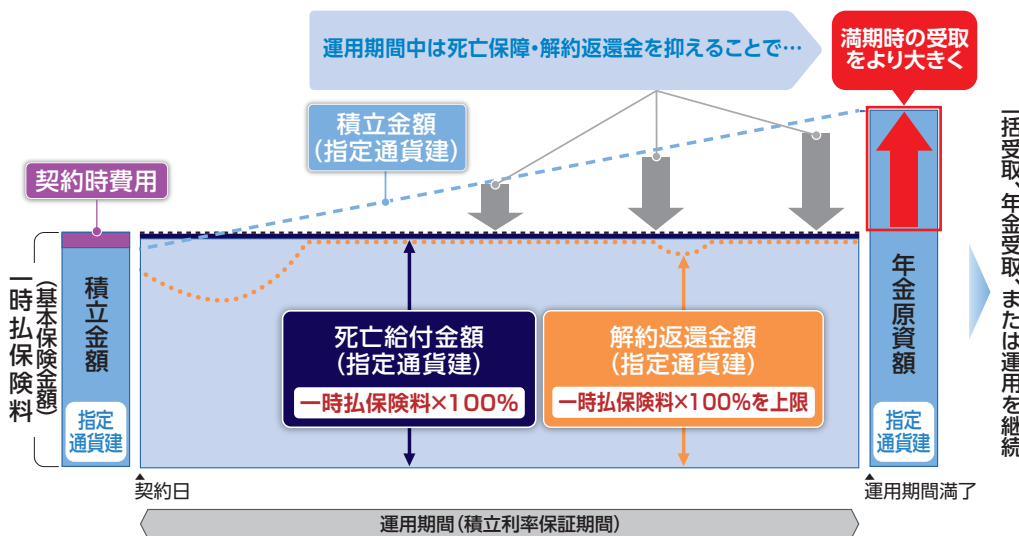 運用期間中は死亡保障・解約返還金を抑えることで…
満期時の受取
をより大きく
積立金額
(指定通貨建)
契約時費用
一時払保険料
(基本保険金額)
積立金額
指定
通貨建
死亡給付金額
(指定通貨建)
一時払保険料×100%
解約返還金額
(指定通貨建)
一時払保険料×100%を上限
年金原資額
指定
通貨建
一括受取、年金受取、または運用を継続
契約日
運用期間満了
運用期間(積立利率保証期間)